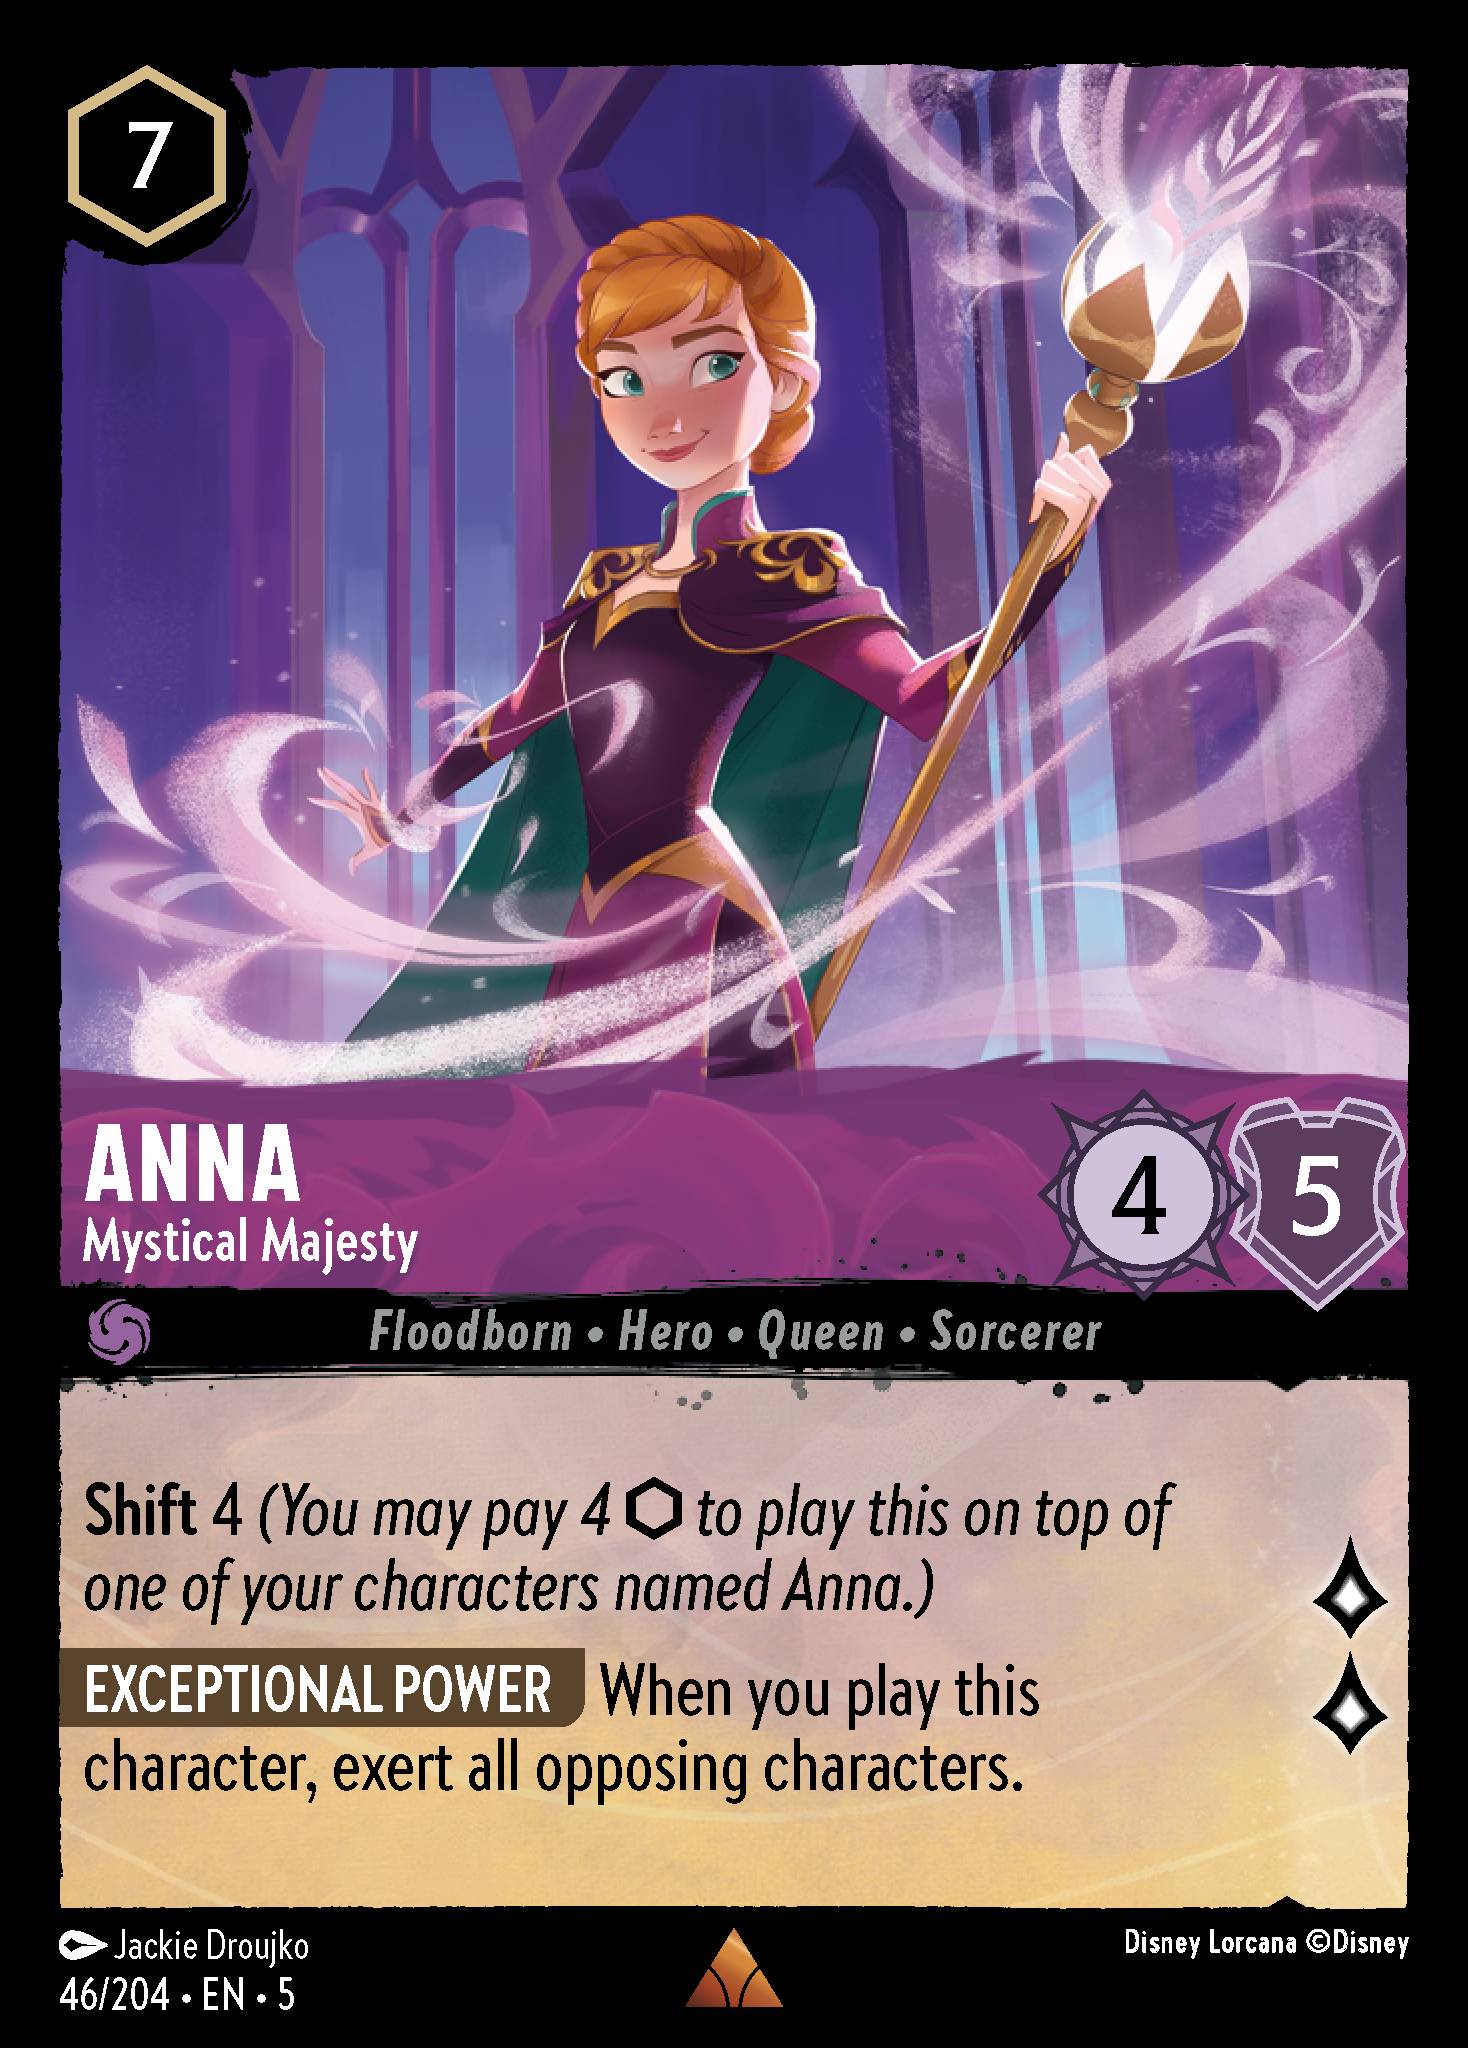 7
ANNA
Mystical Majesty
4
5
Floodborn • Hero • Queen • Sorcerer
Shift 4 (You may pay 4 ⬡ to play this on top of
one of your characters named Anna.)
EXCEPTIONAL POWER When you play this
character, exert all opposing characters.
Jackie Droujko
Disney Lorcana ©Disney
46/204 • EN • 5